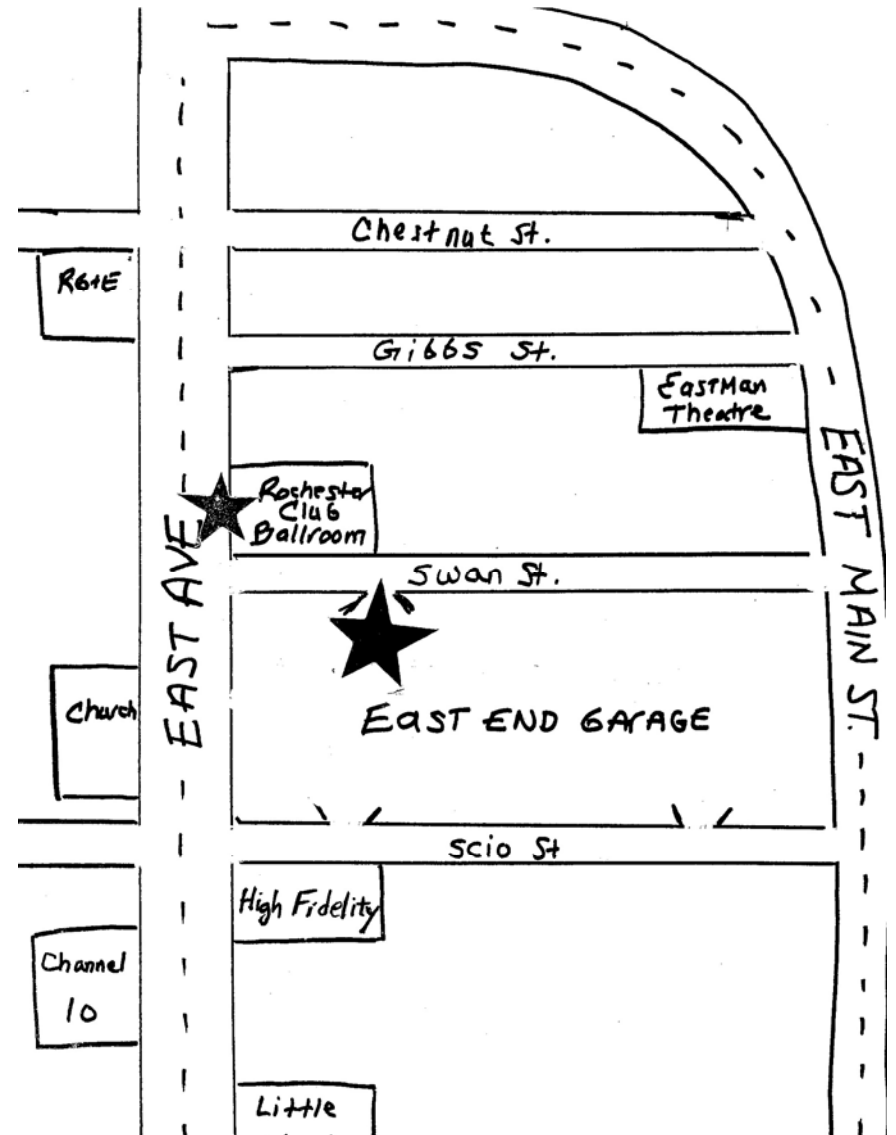 Chestnut St.
RG+E
Gibbs St.
EASTMan
Theatre
Rochester
Club
Ballroom
EAST MAIN ST.
EAST AVE
Swan St.
Church
EAST END GARAGE
Scio St
High Fidelity
Channel
10
Little